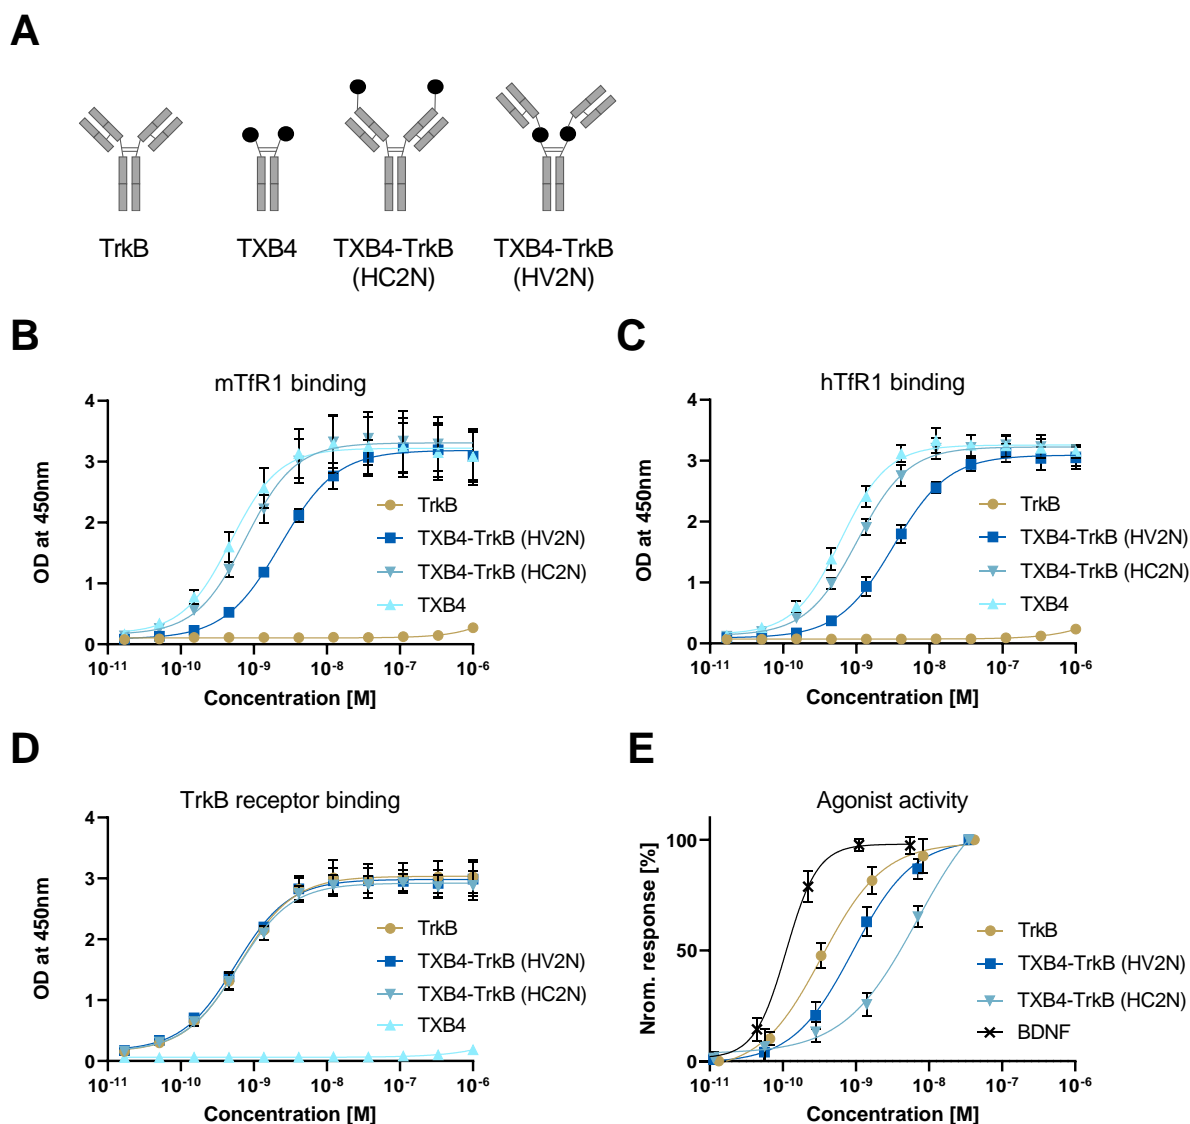 A
TrkB
TXB4
TXB4-TrkB
(HC2N)
TXB4-TrkB
(HV2N)
B
mTfR1 binding
OD at 450nm
4
3
2
1
0
10-11
10-10
10-9
10-8
10-7
10-6
Concentration [M]
TrkB
TXB4-TrkB (HV2N)
TXB4-TrkB (HC2N)
TXB4
C
hTfR1 binding
OD at 450nm
4
3
2
1
0
10-11
10-10
10-9
10-8
10-7
10-6
Concentration [M]
TrkB
TXB4-TrkB (HV2N)
TXB4-TrkB (HC2N)
TXB4
D
TrkB receptor binding
OD at 450nm
4
3
2
1
0
10-11
10-10
10-9
10-8
10-7
10-6
Concentration [M]
TrkB
TXB4-TrkB (HV2N)
TXB4-TrkB (HC2N)
TXB4
E
Agonist activity
Nrom. response [%]
100
50
0
10-11
10-10
10-9
10-8
10-7
10-6
Concentration [M]
TrkB
TXB4-TrkB (HV2N)
TXB4-TrkB (HC2N)
BDNF